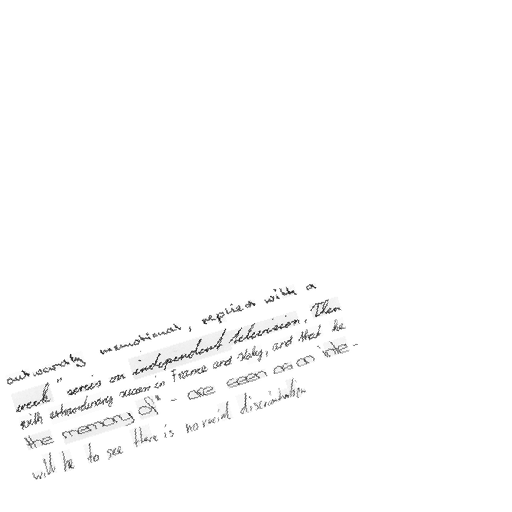 outwardly unemotional, replied with a
week" series on independent television. Then
with extraordinary success in France and Italy, and that he
the memory of" - are seen as an inte-
will be to see there is no racial discrimination